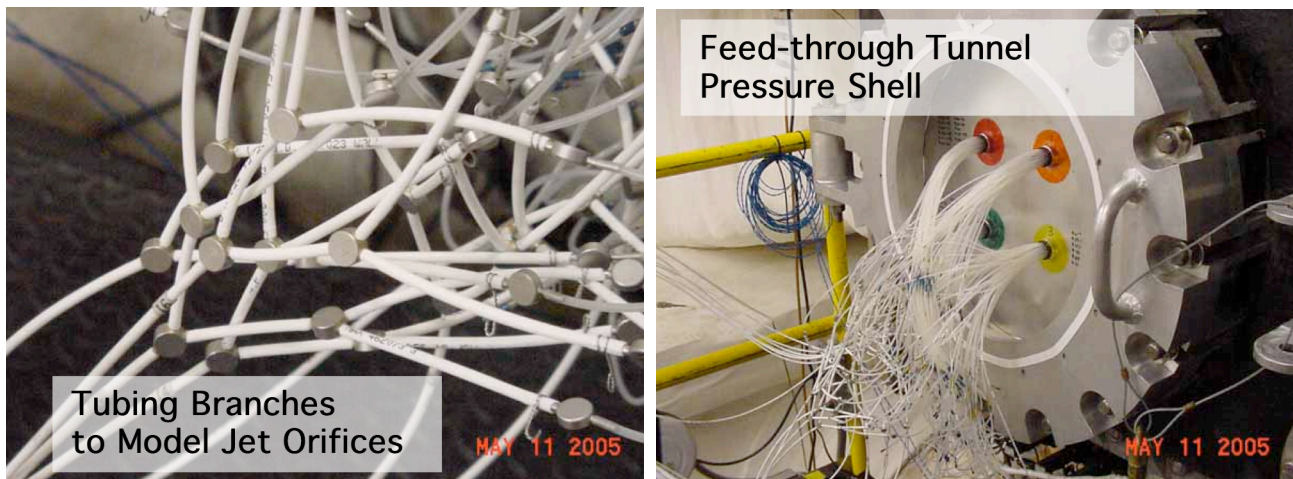 Tubing Branches
to Model Jet Orifices
MAY 11 2005
Feed-through Tunnel
Pressure Shell
MAY 11 2005